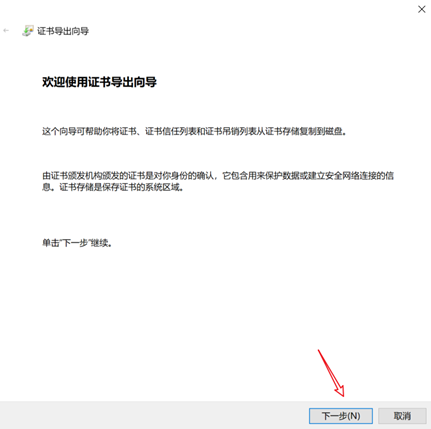 证书导出向导
欢迎使用证书导出向导
这个向导可帮助你将证书、证书信任列表和证书吊销列表从证书存储复制到磁盘。
由证书颁发机构颁发的证书是对你身份的确认，它包含用来保护数据或建立安全网络连接的信
息。证书存储是保存证书的系统区域。
单击"下一步"继续。
下一步(N) 取消